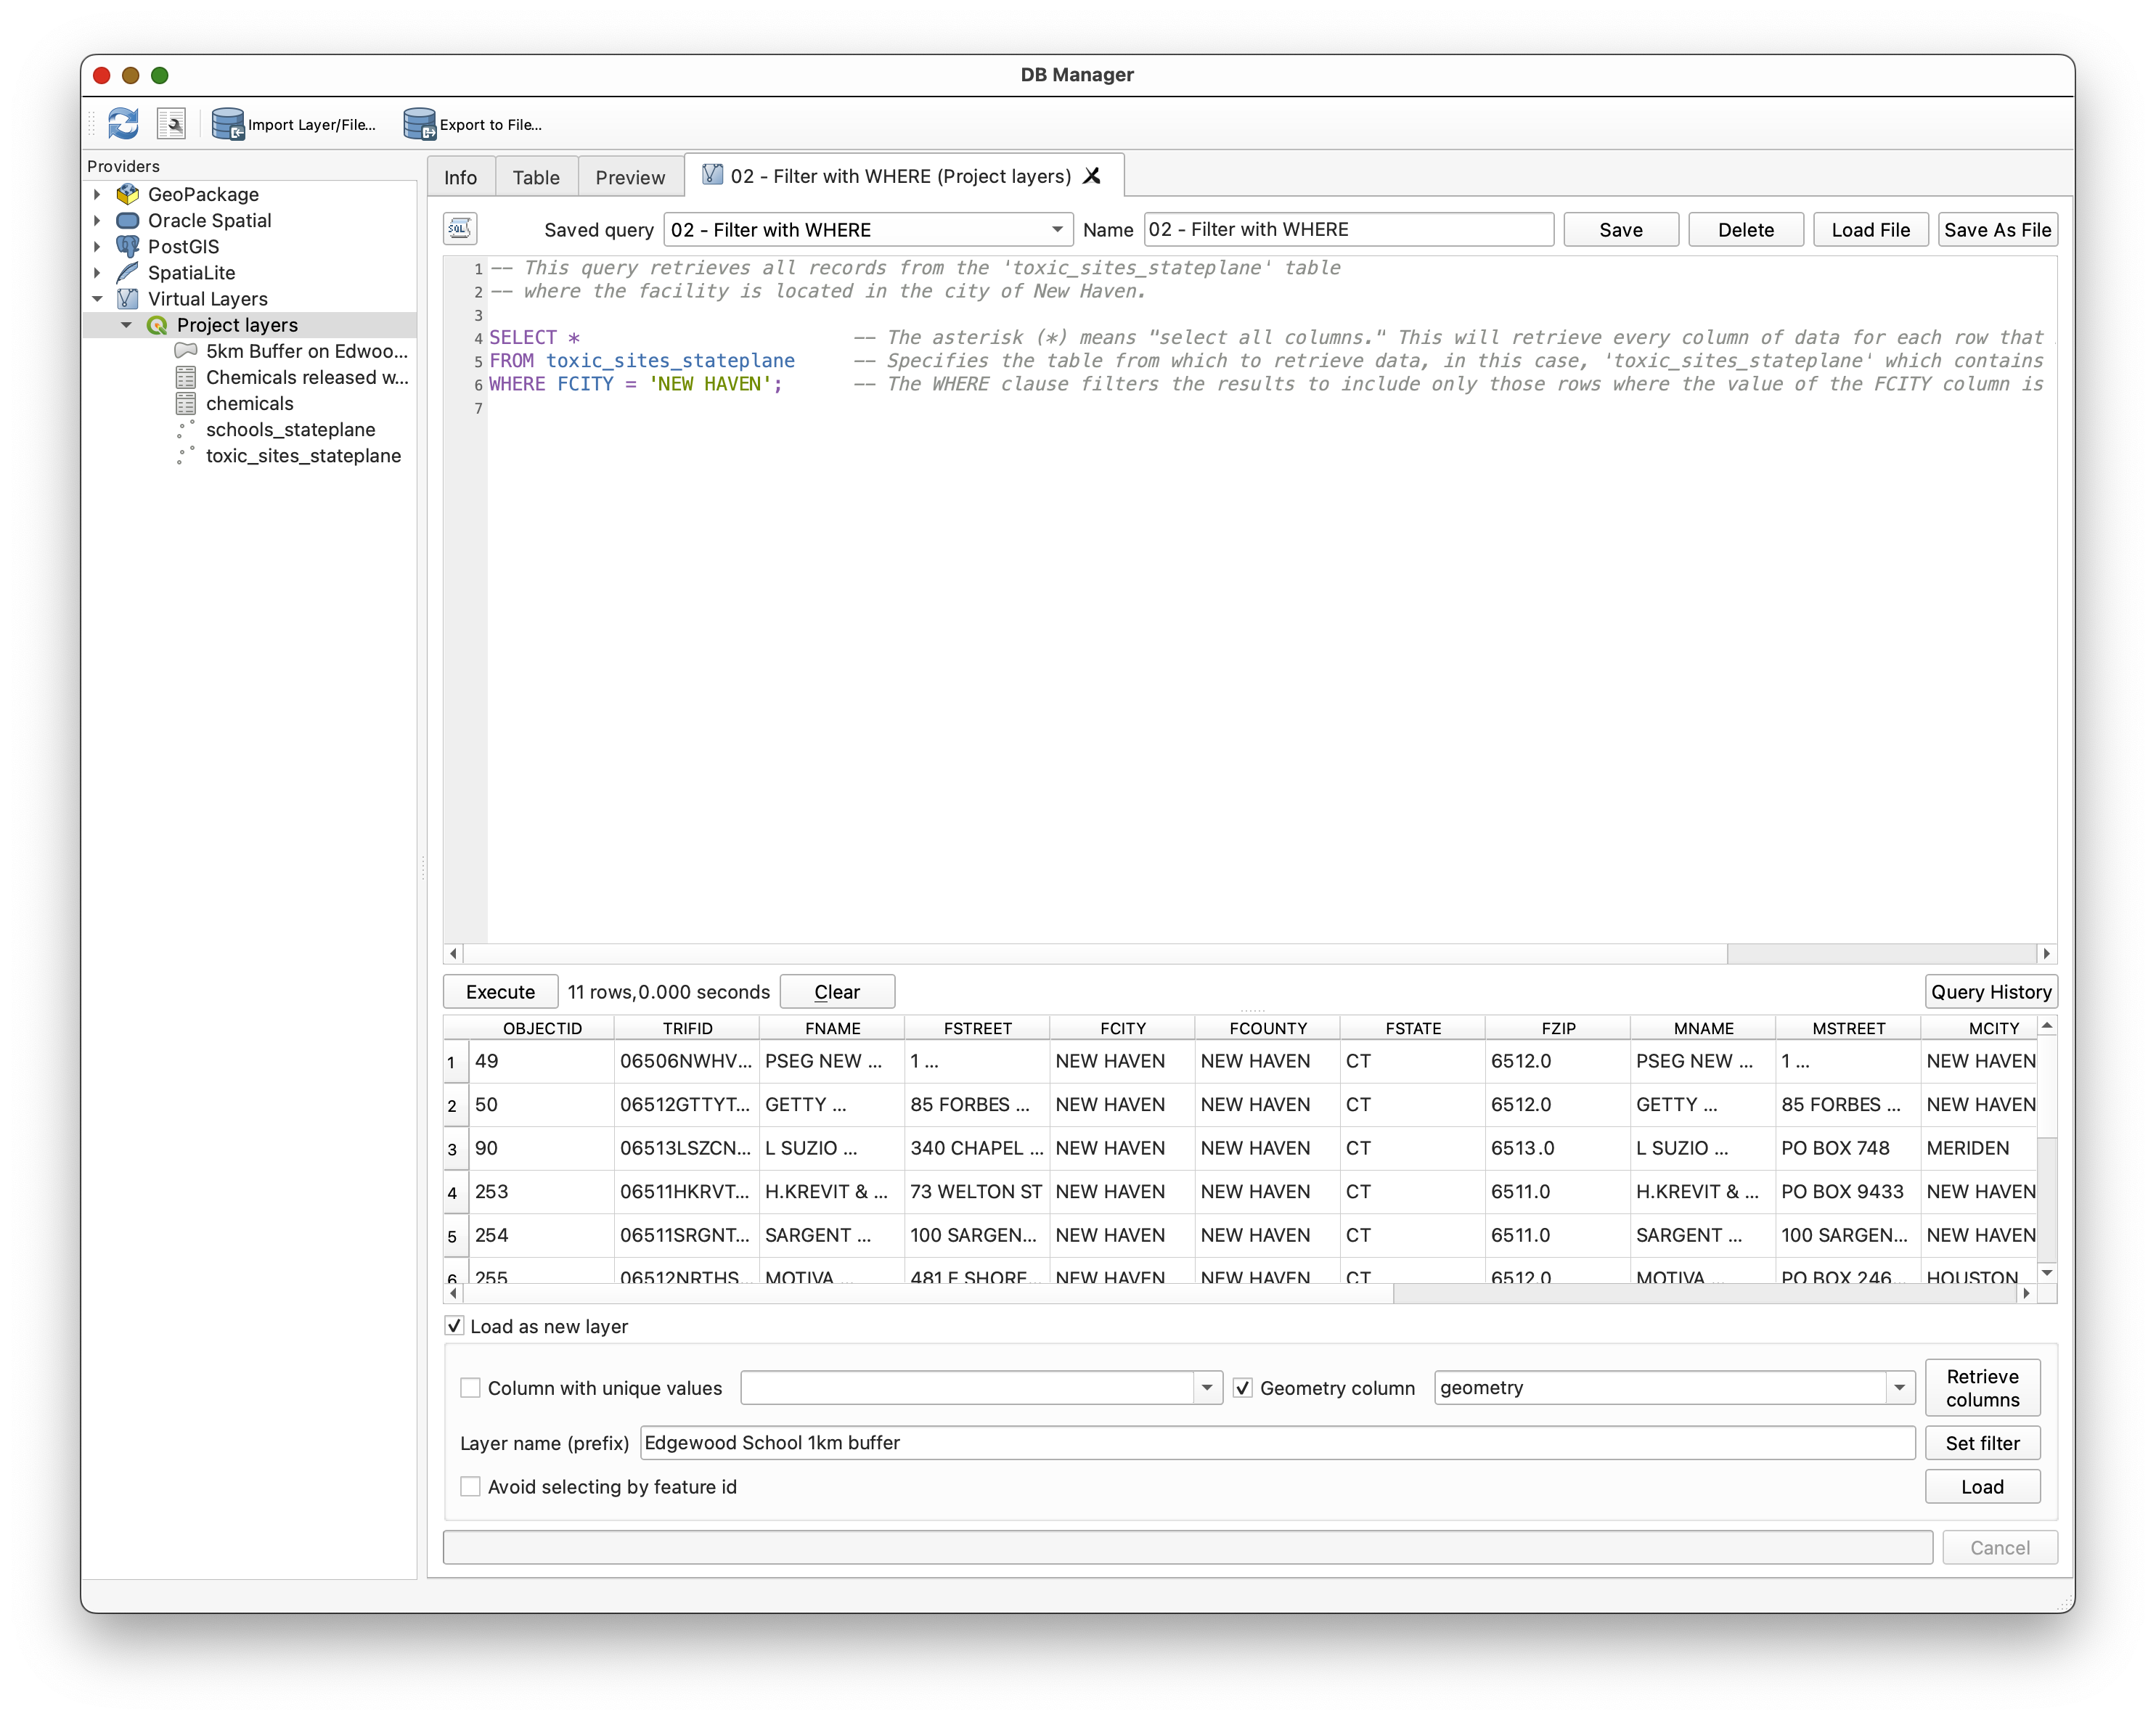 DB Manager
Import Layer/File...
Export to File...
Providers
GeoPackage
Oracle Spatial
PostGIS
SpatiaLite
Virtual Layers
Project layers
5km Buffer on Edwoo...
Chemicals released w...
chemicals
schools_stateplane
toxic_sites_stateplane
Info Table Preview 02 - Filter with WHERE (Project layers)
SQL Saved query 02 - Filter with WHERE Name 02 - Filter with WHERE Save Delete Load File Save As File
1 -- This query retrieves all records from the 'toxic_sites_stateplane' table
2 -- where the facility is located in the city of New Haven.
3
4 SELECT * -- The asterisk (*) means "select all columns." This will retrieve every column of data for each row that
5 FROM toxic_sites_stateplane -- Specifies the table from which to retrieve data, in this case, 'toxic_sites_stateplane' which contains
6 WHERE FCITY = 'NEW HAVEN'; -- The WHERE clause filters the results to include only those rows where the value of the FCITY column is
7
Execute 11 rows,0.000 seconds Clear Query History
OBJECTID TRIFID FNAME FSTREET FCITY FCOUNTY FSTATE FZIP MNAME MSTREET MCITY
1 49 06506NWHV... PSEG NEW ... 1 ... NEW HAVEN NEW HAVEN CT 6512.0 PSEG NEW ... 1 ... NEW HAVEN
2 50 06512GTTYT... GETTY ... 85 FORBES ... NEW HAVEN NEW HAVEN CT 6512.0 GETTY ... 85 FORBES ... NEW HAVEN
3 90 06513LSZCN... L SUZIO ... 340 CHAPEL ... NEW HAVEN NEW HAVEN CT 6513.0 L SUZIO ... PO BOX 748 MERIDEN
4 253 06511HKRVT... H.KREVIT & ... 73 WELTON ST NEW HAVEN NEW HAVEN CT 6511.0 H.KREVIT & ... PO BOX 9433 NEW HAVEN
5 254 06511SRGNT... SARGENT ... 100 SARGEN... NEW HAVEN NEW HAVEN CT 6511.0 SARGENT ... 100 SARGEN... NEW HAVEN
6 255 06512NRTHS... MOTIVA ... 481 E SHORE... NEW HAVEN NEW HAVEN CT 6512.0 MOTIVA ... PO BOX 246... HOUSTON
Load as new layer
Column with unique values Geometry column geometry Retrieve columns
Layer name (prefix) Edgewood School 1km buffer Set filter
Avoid selecting by feature id Load
Cancel